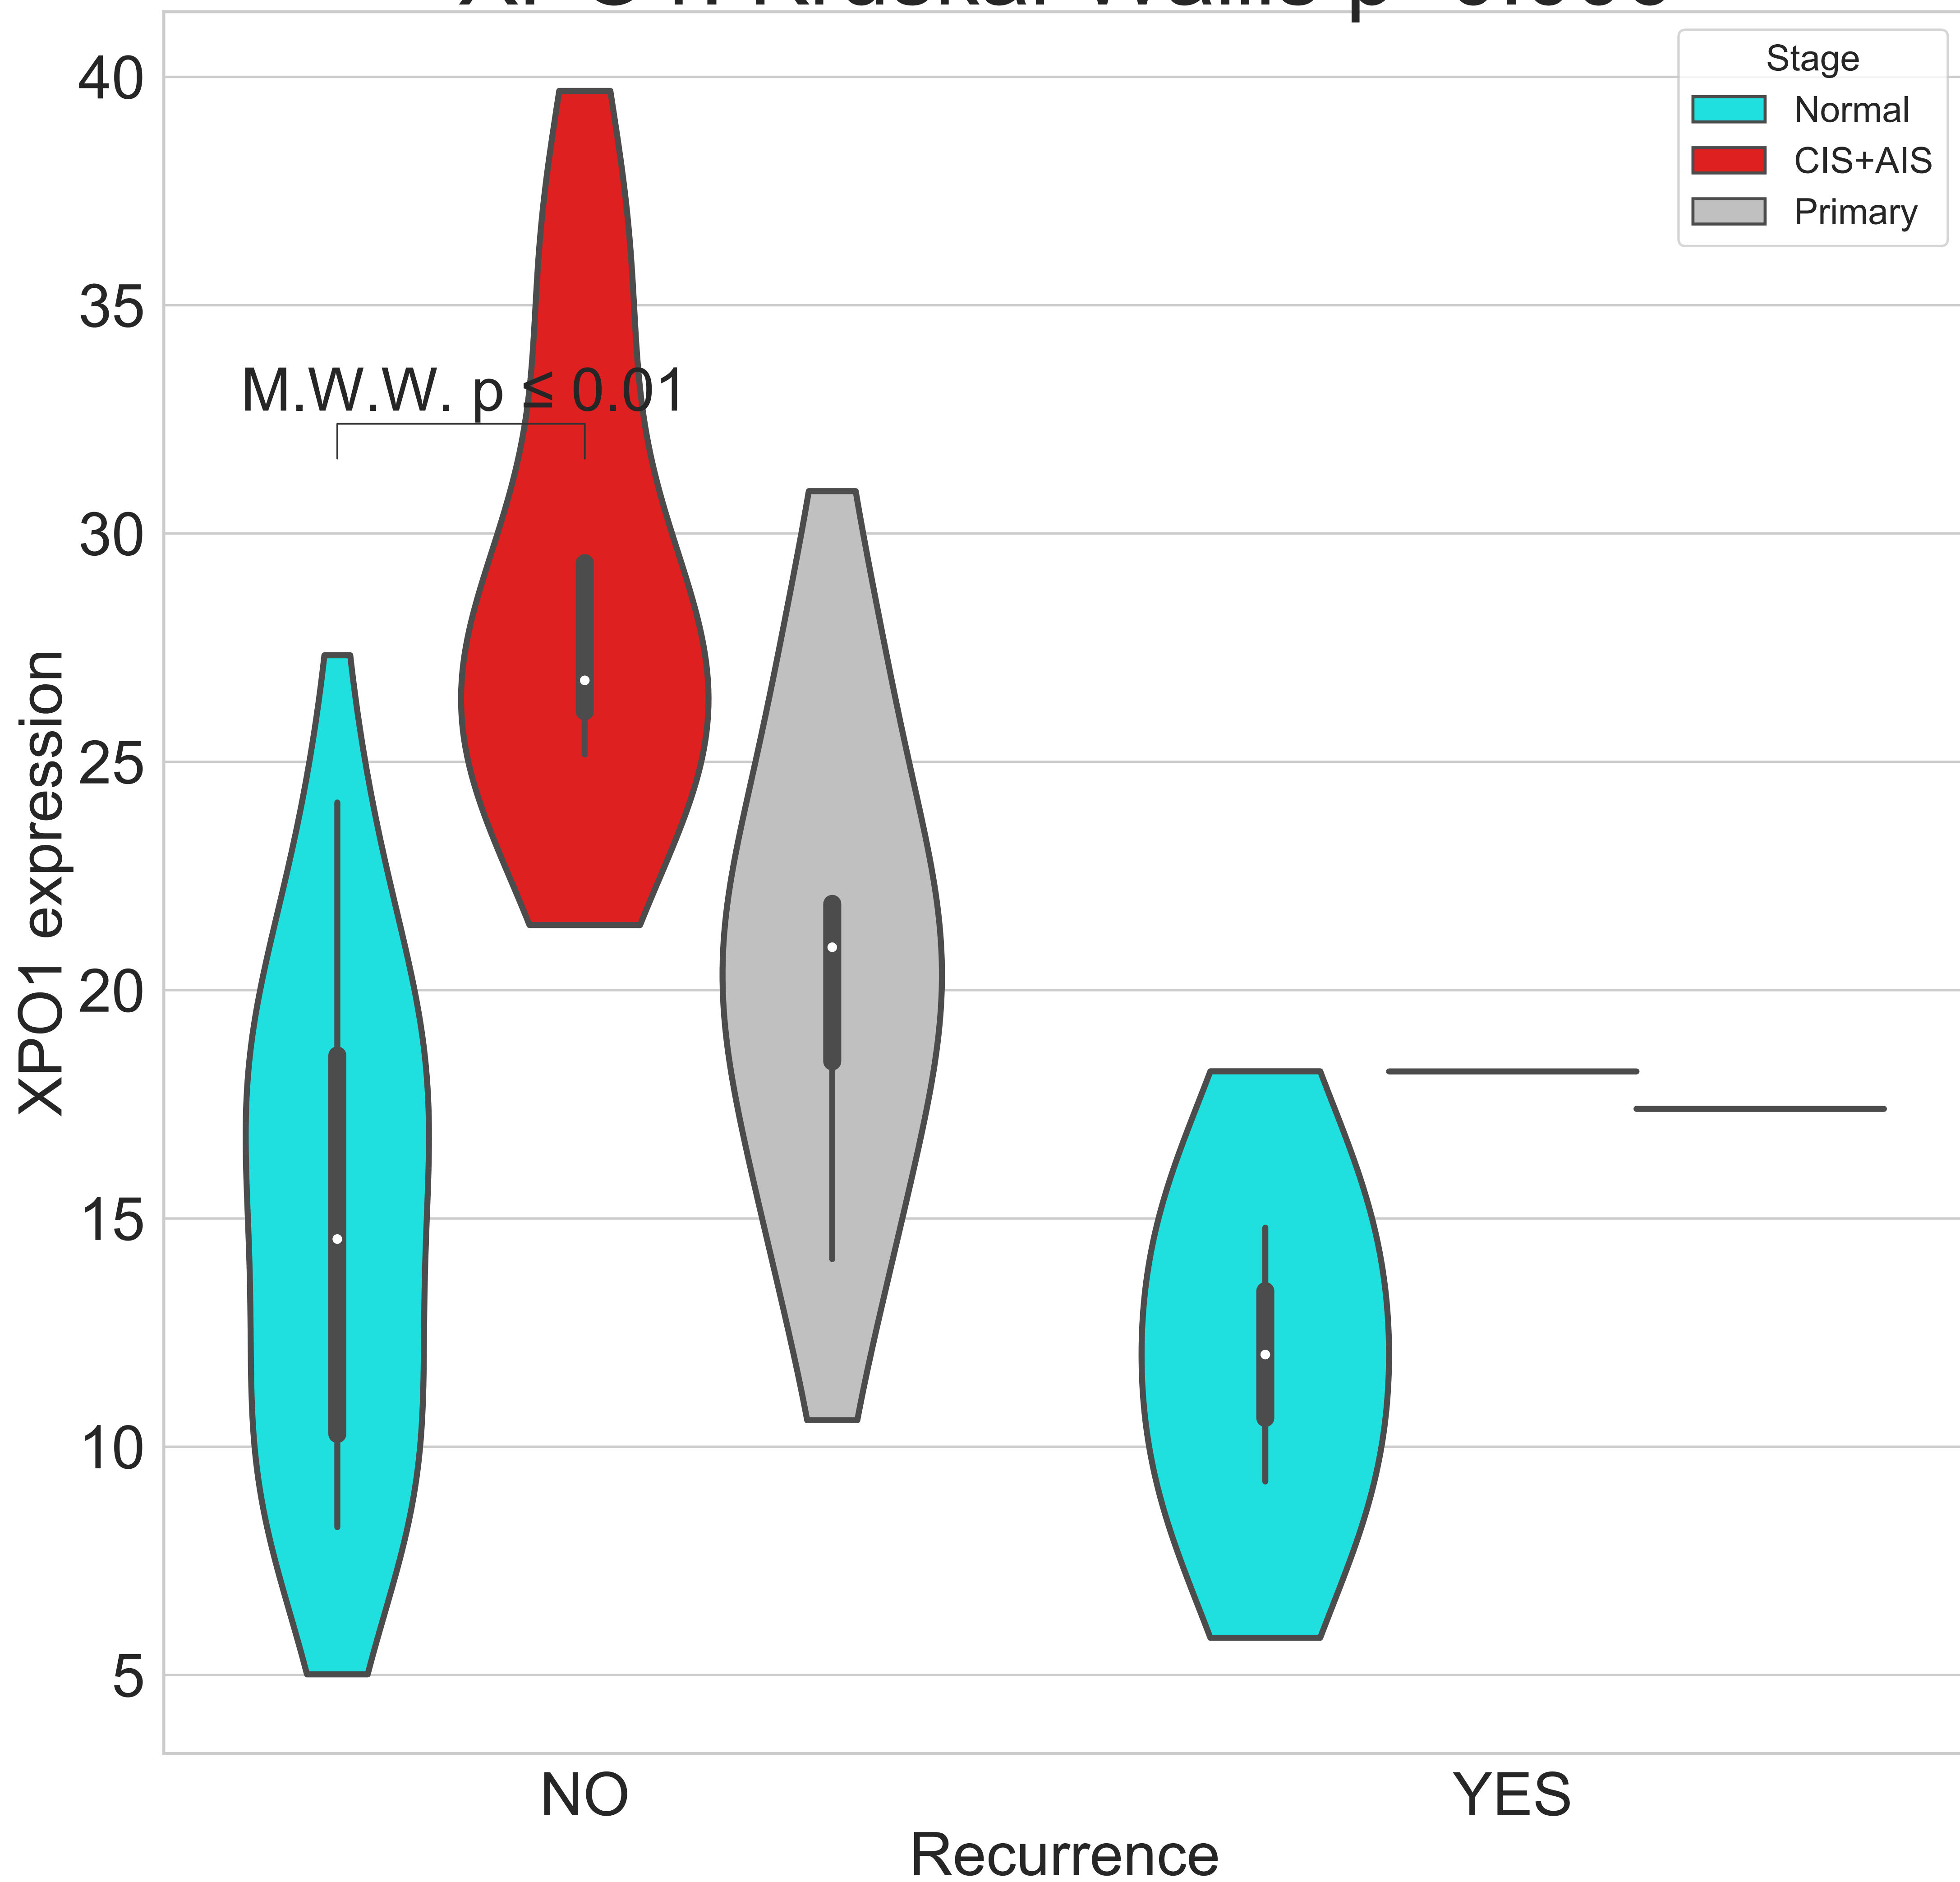 Stage
Normal
CIS+AIS
Primary
40
35
M.W.W. p ≤ 0.01
30
25
20
15
10
5
XPO1 expression
NO
YES
Recurrence